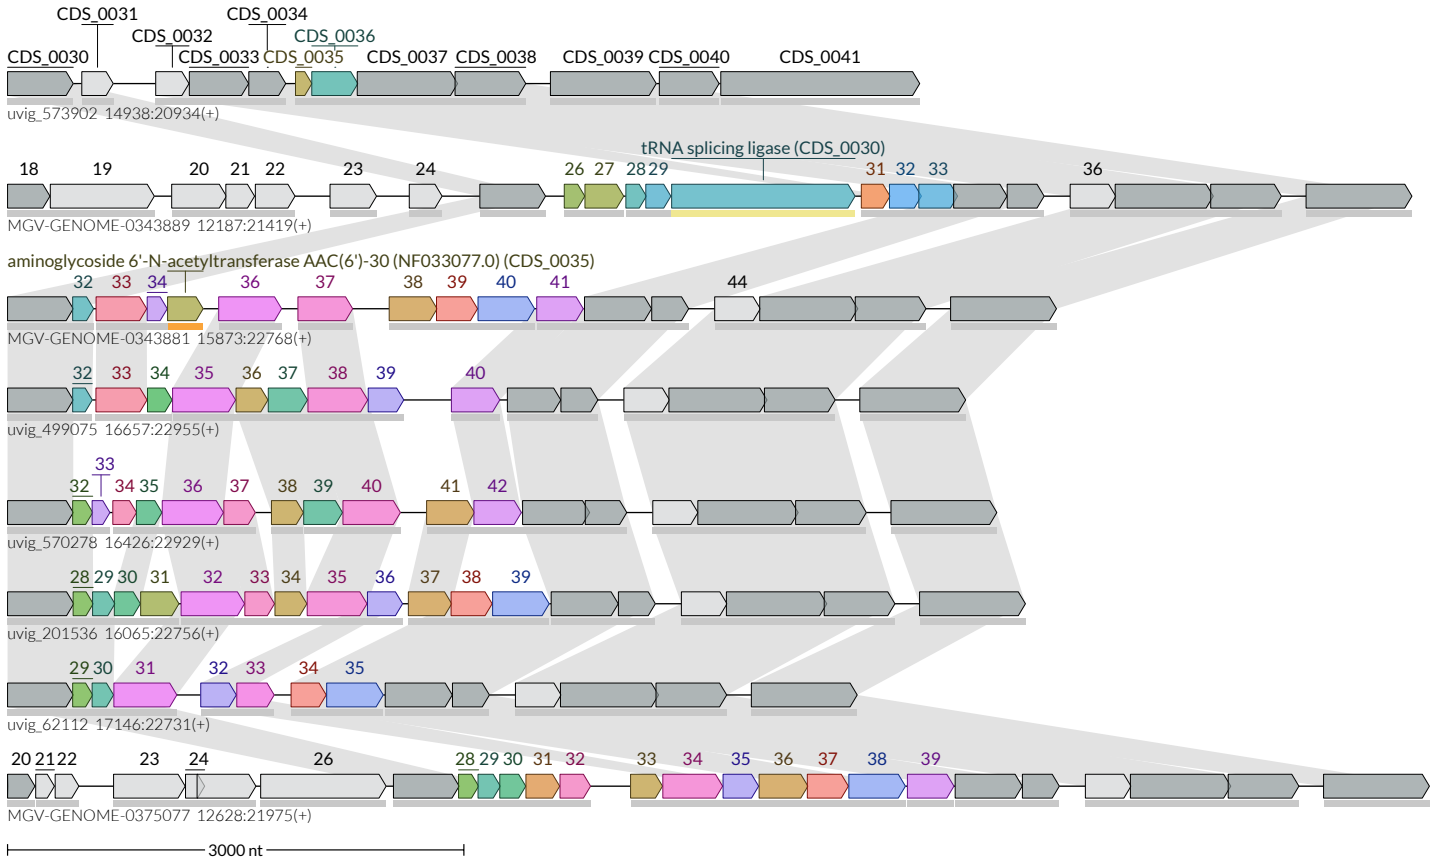 CDS_0031 CDS_0034
CDS_0032 CDS_0036
CDS_0030 CDS_0033 CDS_0035 CDS_0037 CDS_0038 CDS_0039 CDS_0040 CDS_0041
uvig_573902 14938:20934(+)
tRNA splicing ligase (CDS_0030)
18 19 20 21 22 23 24 26 27 28 29 31 32 33 36
MGV-GENOME-0343889 12187:21419(+)
aminoglycoside 6'-N-acetyltransferase AAC(6')-30 (NF033077.0) (CDS_0035)
32 33 34 36 37 38 39 40 41 44
MGV-GENOME-0343881 15873:22768(+)
32 33 34 35 36 37 38 39 40
uvig_499075 16657:22955(+)
33
32 34 35 36 37 38 39 40 41 42
uvig_570278 16426:22929(+)
28 29 30 31 32 33 34 35 36 37 38 39
uvig_201536 16065:22756(+)
29 30 31 32 33 34 35
uvig_62112 17146:22731(+)
20 21 22 23 24 26 28 29 30 31 32 33 34 35 36 37 38 39
MGV-GENOME-0375077 12628:21975(+)
3000 nt